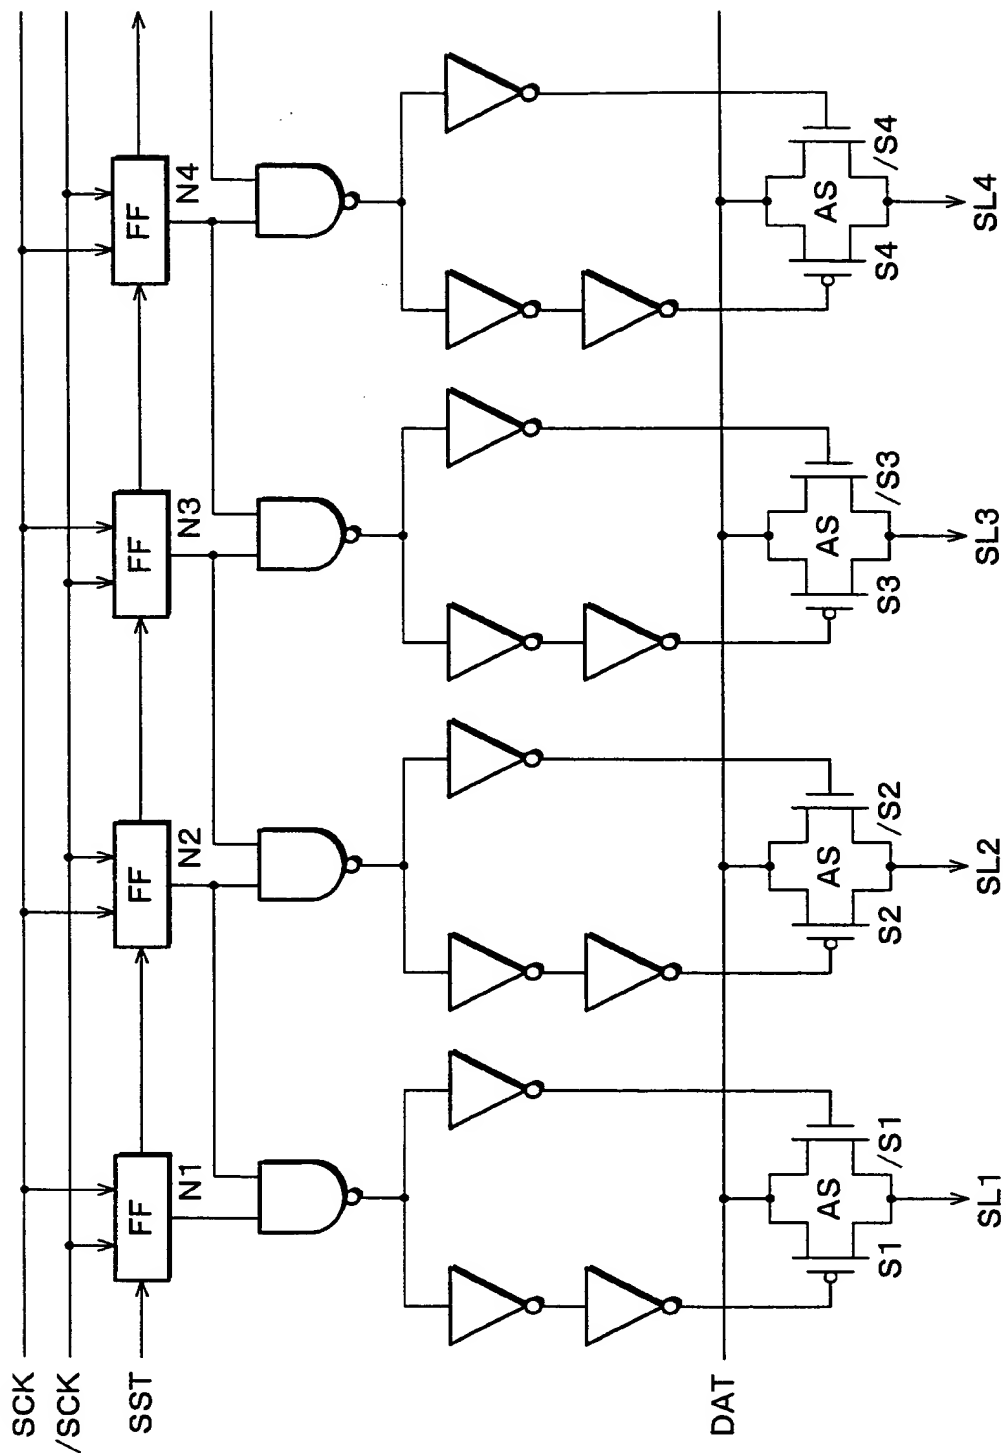 SCK
/SCK
SST
FF
FF
FF
FF
N1
N2
N3
N4
DAT
AS
AS
AS
AS
S1
/S1
S2
/S2
S3
/S3
S4
/S4
SL1
SL2
SL3
SL4